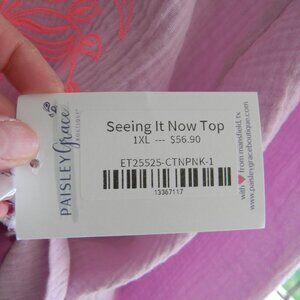 PAISLEY Grace
BOUTIQUE
Seeing It Now Top
1XL --- $56.90
ET25525-CTNPNK-1
13367117
with ♥ from mansfield, tx
www.paisleygraceboutique.com